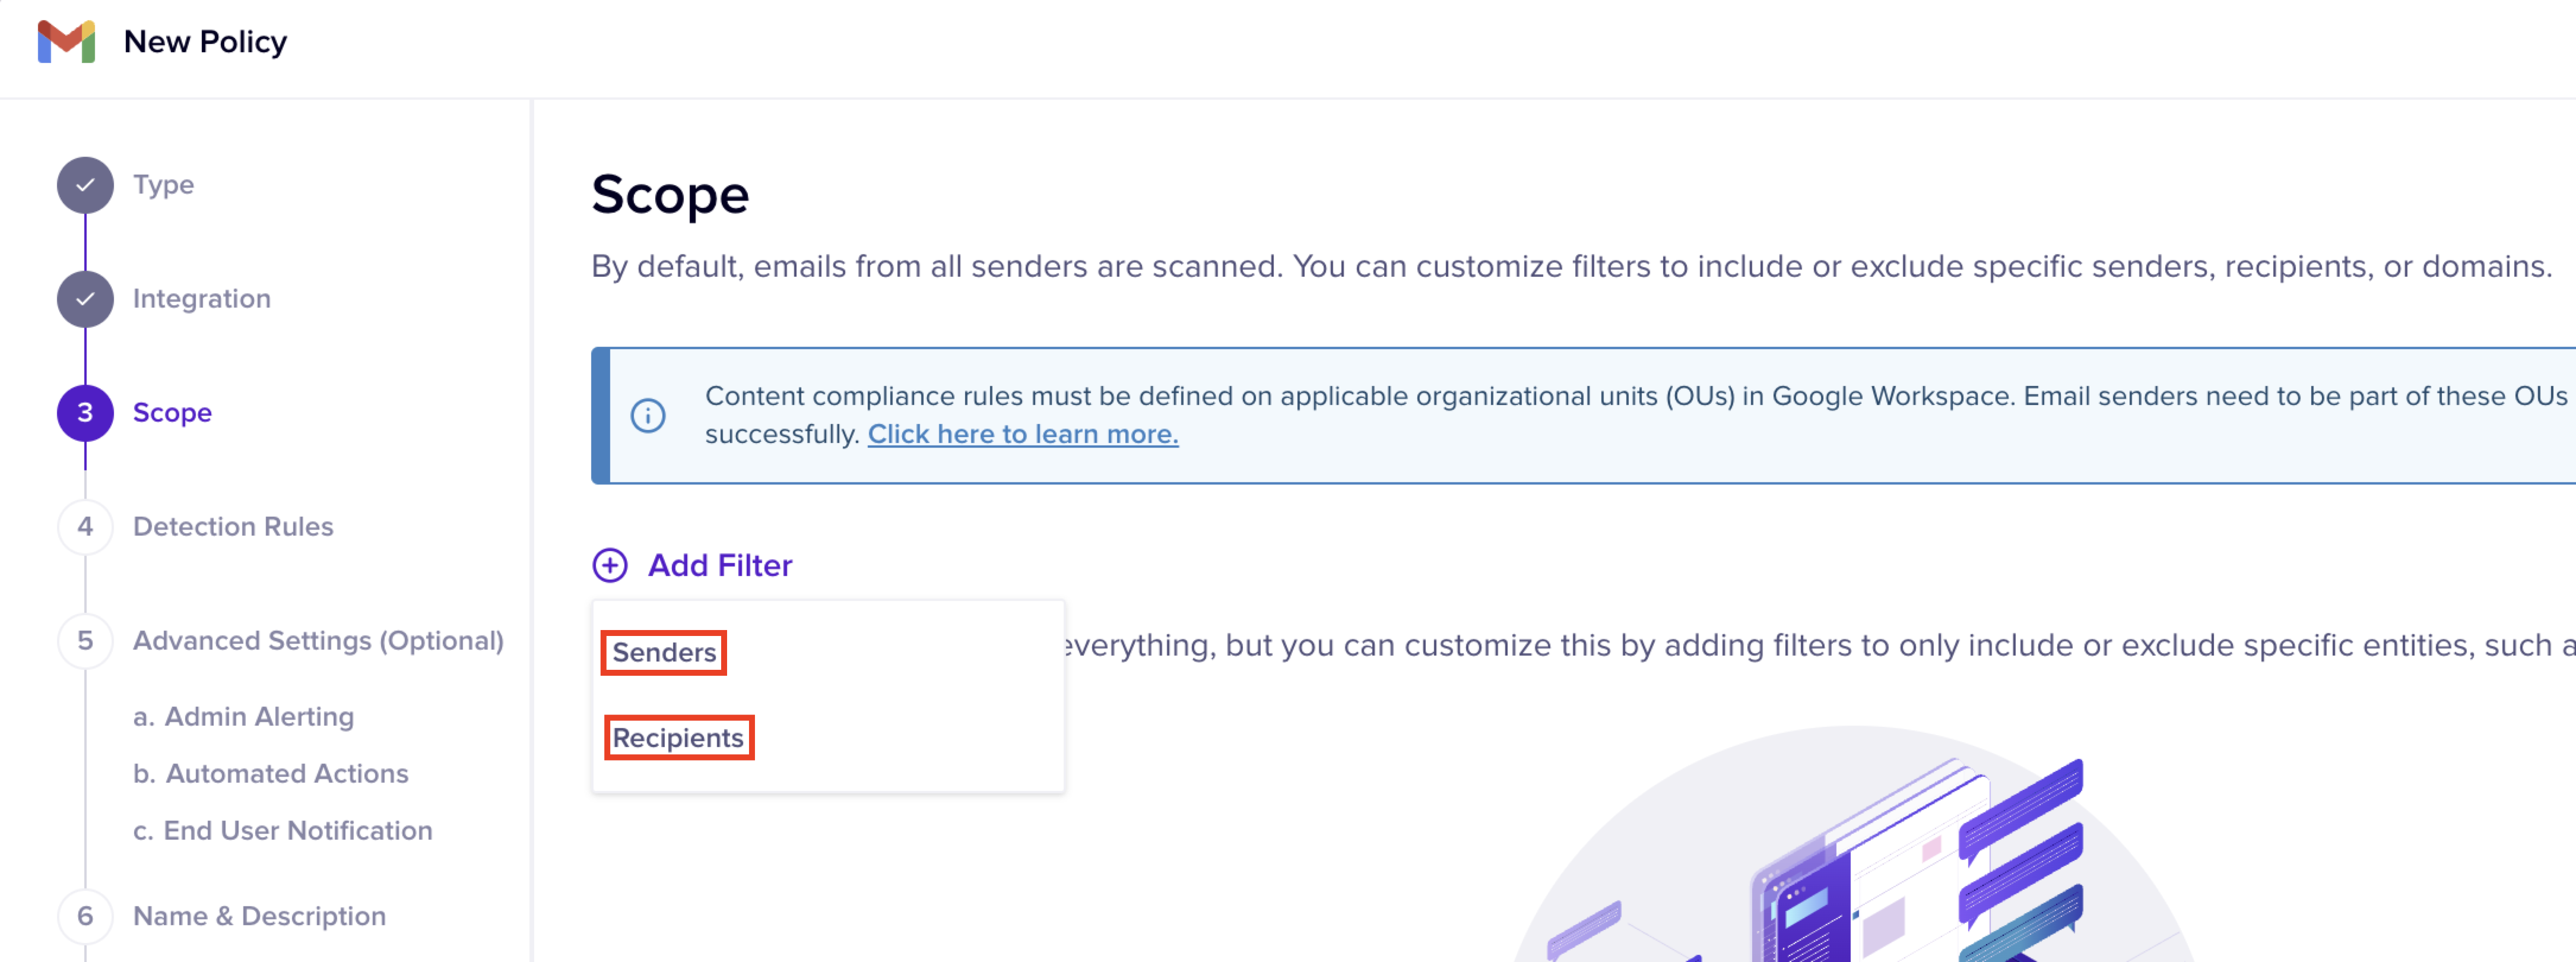 New Policy
Type
Integration
3 Scope
4 Detection Rules
5 Advanced Settings (Optional)
a. Admin Alerting
b. Automated Actions
c. End User Notification
6 Name & Description
Scope
By default, emails from all senders are scanned. You can customize filters to include or exclude specific senders, recipients, or domains.
Content compliance rules must be defined on applicable organizational units (OUs) in Google Workspace. Email senders need to be part of these OUs
successfully. Click here to learn more.
Add Filter
Senders
everything, but you can customize this by adding filters to only include or exclude specific entities, such
Recipients